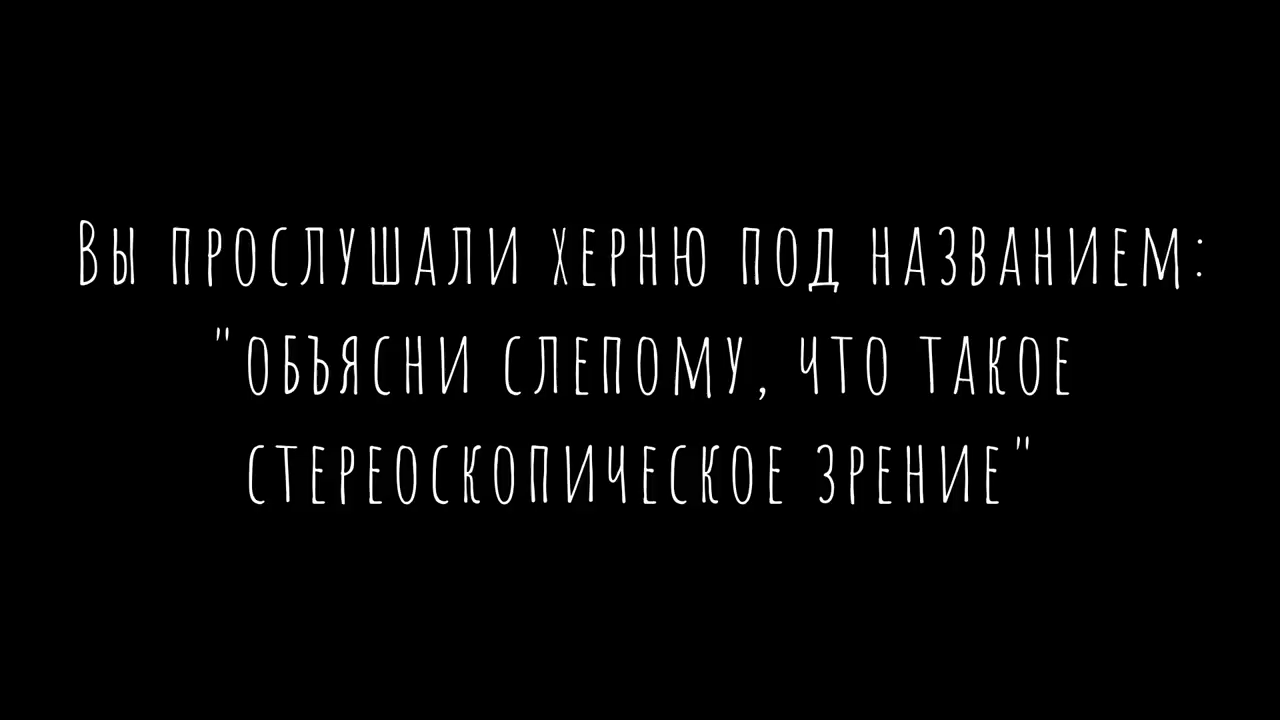 Вы прослушали херню под названием:
"объясни слепому, что такое
стереоскопическое зрение"